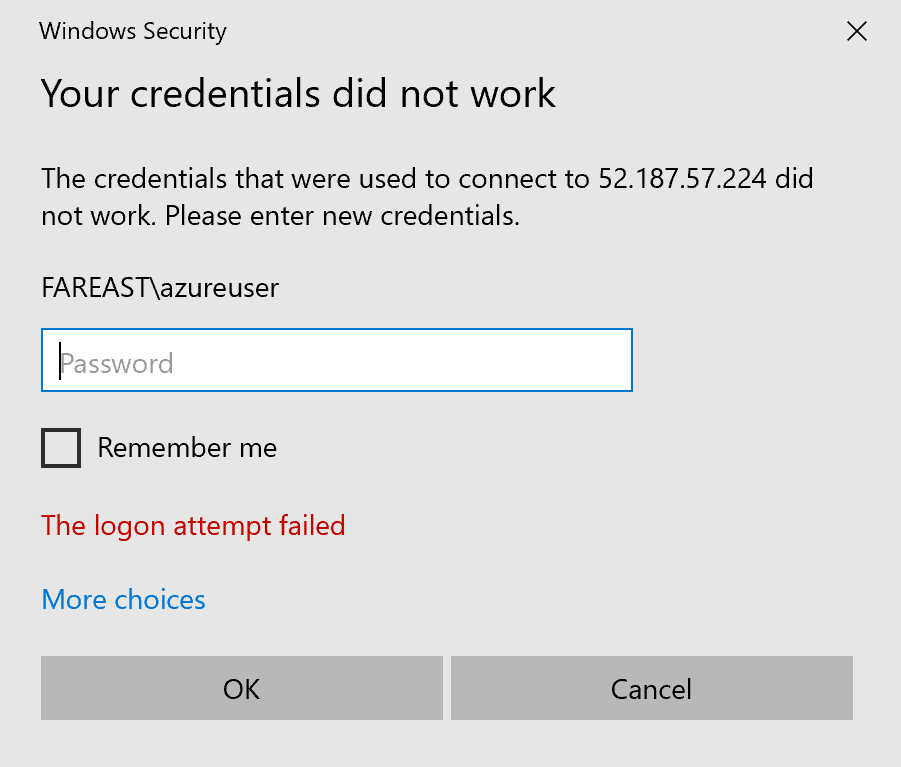 Windows Security
Your credentials did not work
The credentials that were used to connect to 52.187.57.224 did
not work. Please enter new credentials.
FAREAST\azureuser
Password
Remember me
The logon attempt failed
More choices
OK
Cancel